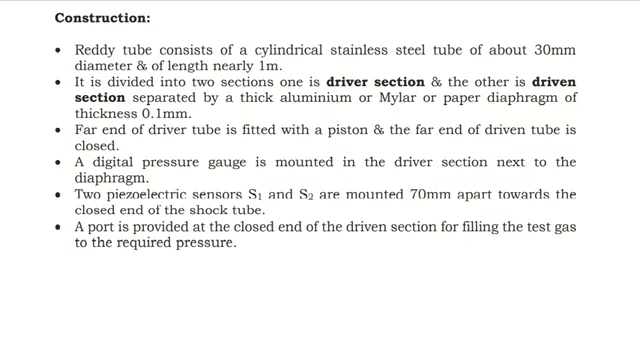 Construction:
• Reddy tube consists of a cylindrical stainless steel tube of about 30mm
diameter & of length nearly 1m.
• It is divided into two sections one is driver section & the other is driven
section separated by a thick aluminium or Mylar or paper diaphragm of
thickness 0.1mm.
• Far end of driver tube is fitted with a piston & the far end of driven tube is
closed.
• A digital pressure gauge is mounted in the driver section next to the
diaphragm.
• Two piezoelectric sensors S₁ and S₂ are mounted 70mm apart towards the
closed end of the shock tube.
• A port is provided at the closed end of the driven section for filling the test gas
to the required pressure.